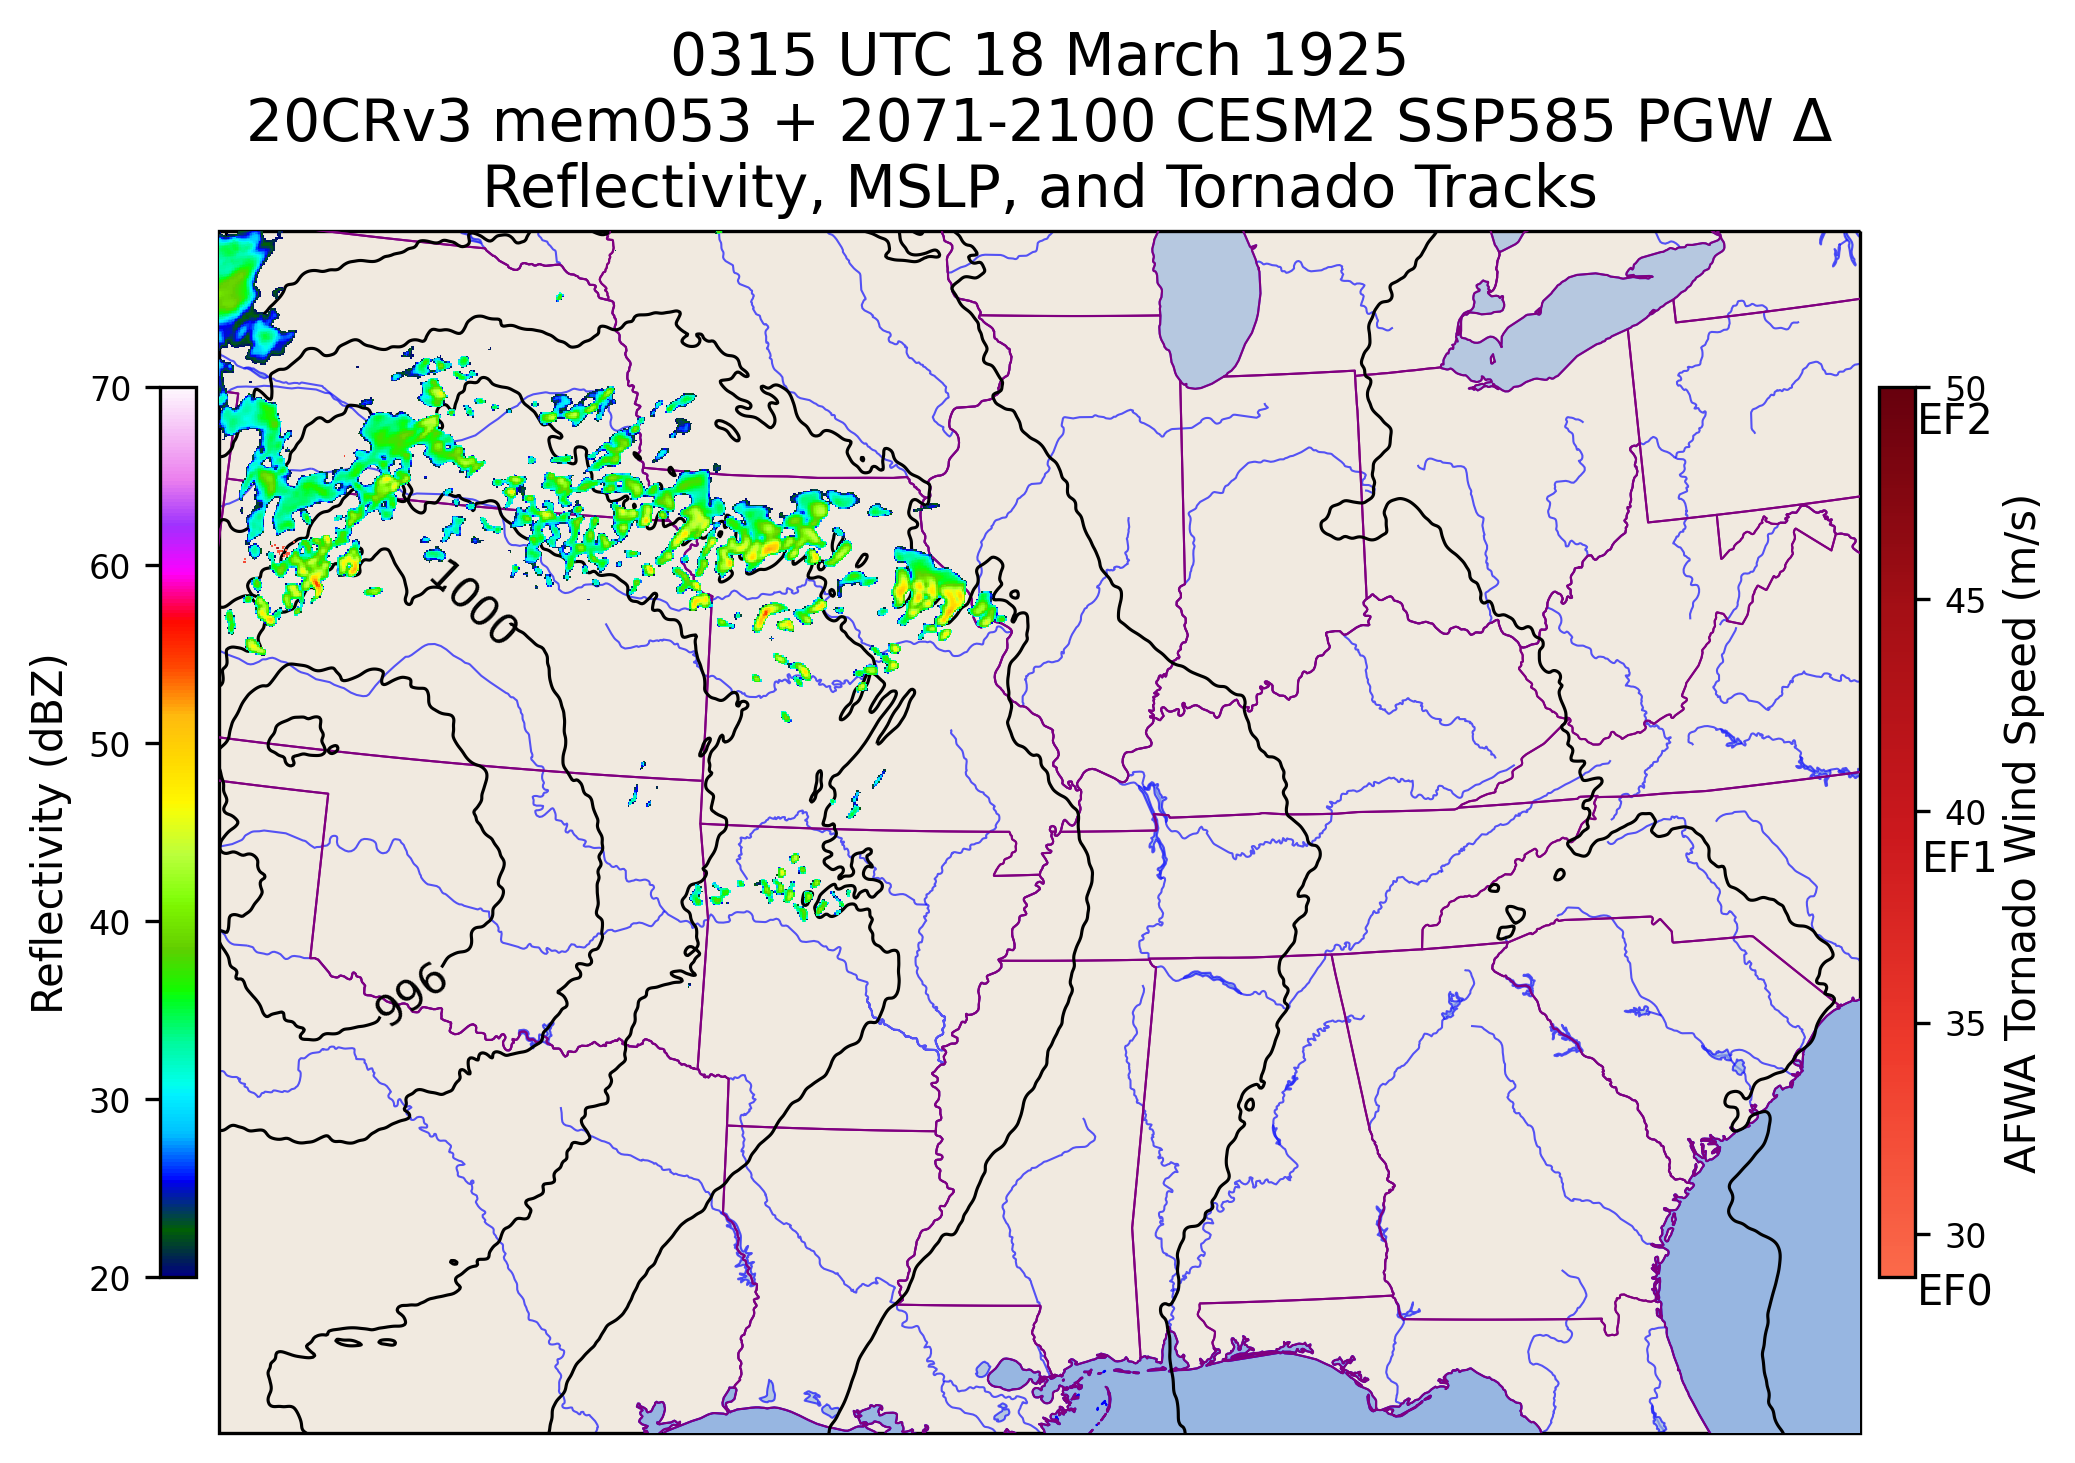 0315 UTC 18 March 1925
20CRv3 mem053 + 2071-2100 CESM2 SSP585 PGW Δ
Reflectivity, MSLP, and Tornado Tracks
Reflectivity (dBZ)
70
60
50
40
30
20
1000
996
50
EF2
45
40
EF1
35
30
EF0
AFWA Tornado Wind Speed (m/s)